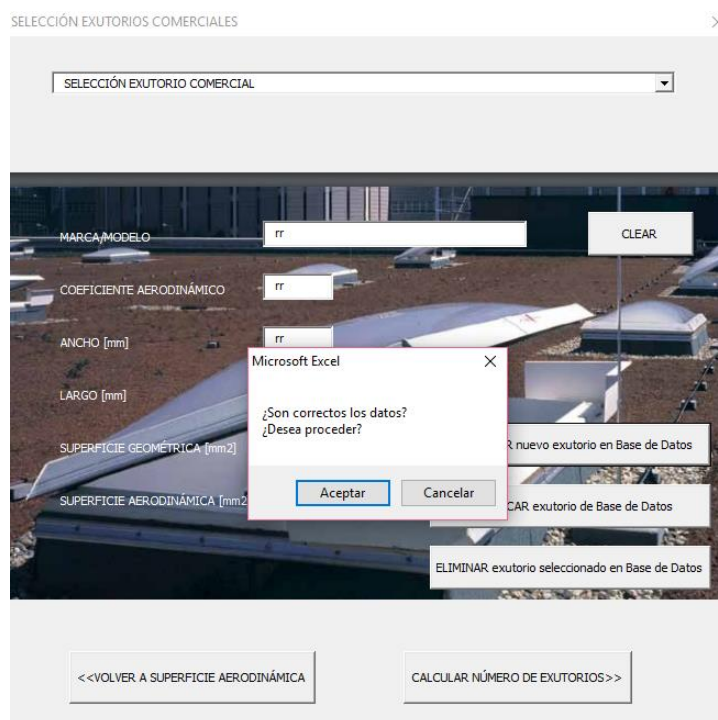 SELECCIÓN EXUTORIOS COMERCIALES
SELECCIÓN EXUTORIO COMERCIAL
MARCA/MODELO
rr
CLEAR
COEFICIENTE AERODINÁMICO
rr
ANCHO [mm]
rr
Microsoft Excel
LARGO [mm]
¿Son correctos los datos?
¿Desea proceder?
SUPERFICIE GEOMÉTRICA [mm2]
nuevo exutorio en Base de Datos
Aceptar
Cancelar
SUPERFICIE AERODINÁMICA [mm2
exutorio de Base de Datos
ELIMINAR exutorio seleccionado en Base de Datos
<<VOLVER A SUPERFICIE AERODINÁMICA
CALCULAR NÚMERO DE EXUTORIOS>>